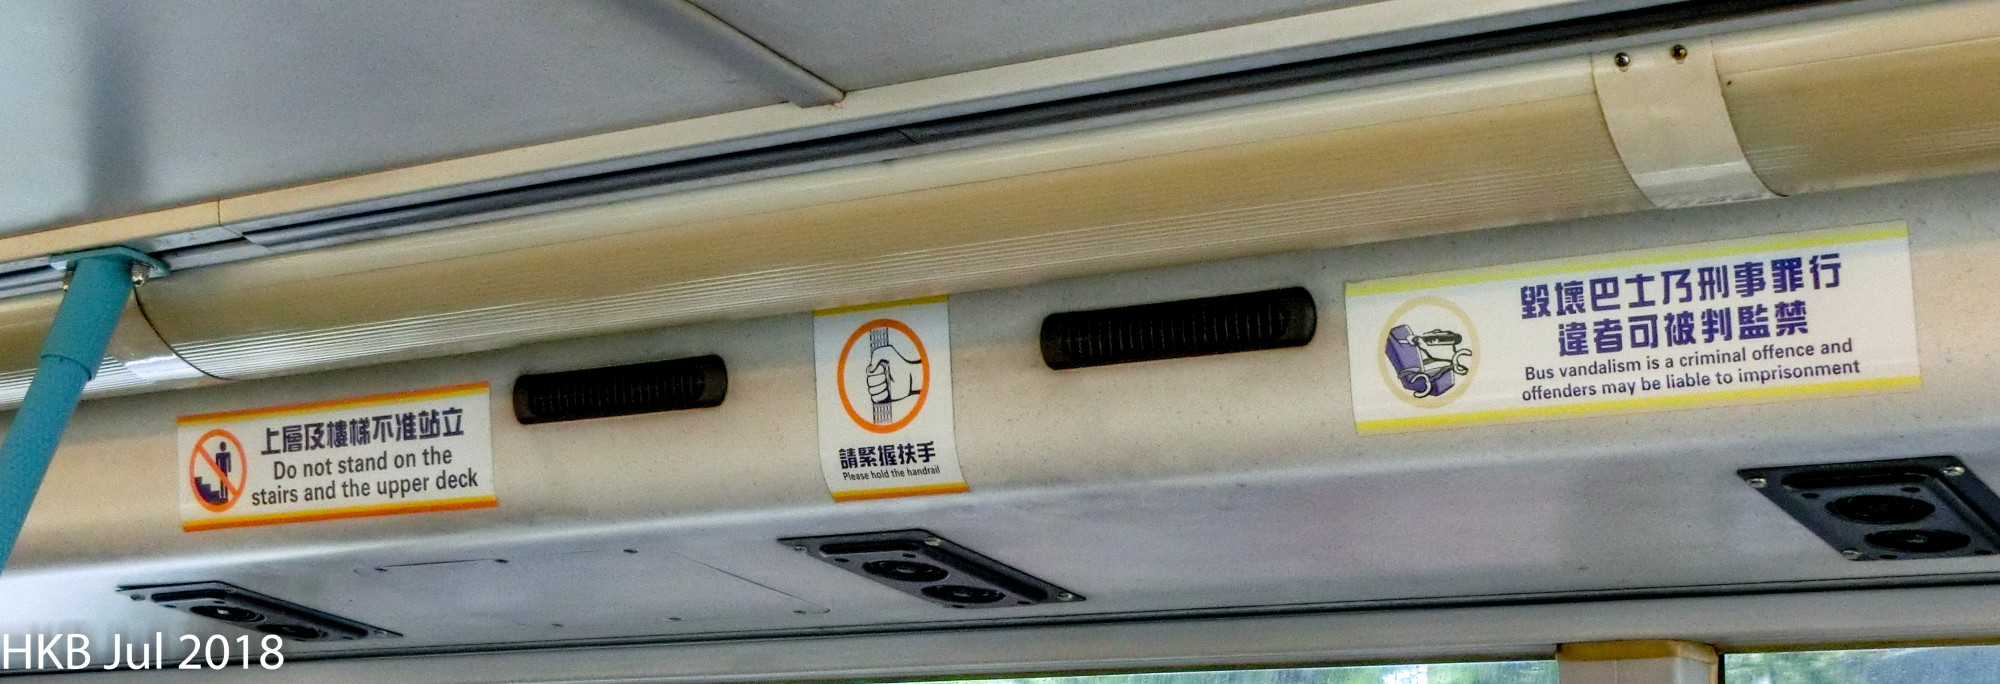 上層及樓梯不准站立
Do not stand on the
stairs and the upper deck
請緊握扶手
Please hold the handrail
毀壞巴士乃刑事罪行
違者可被判監禁
Bus vandalism is a criminal offence and
offenders may be liable to imprisonment
HKB Jul 2018